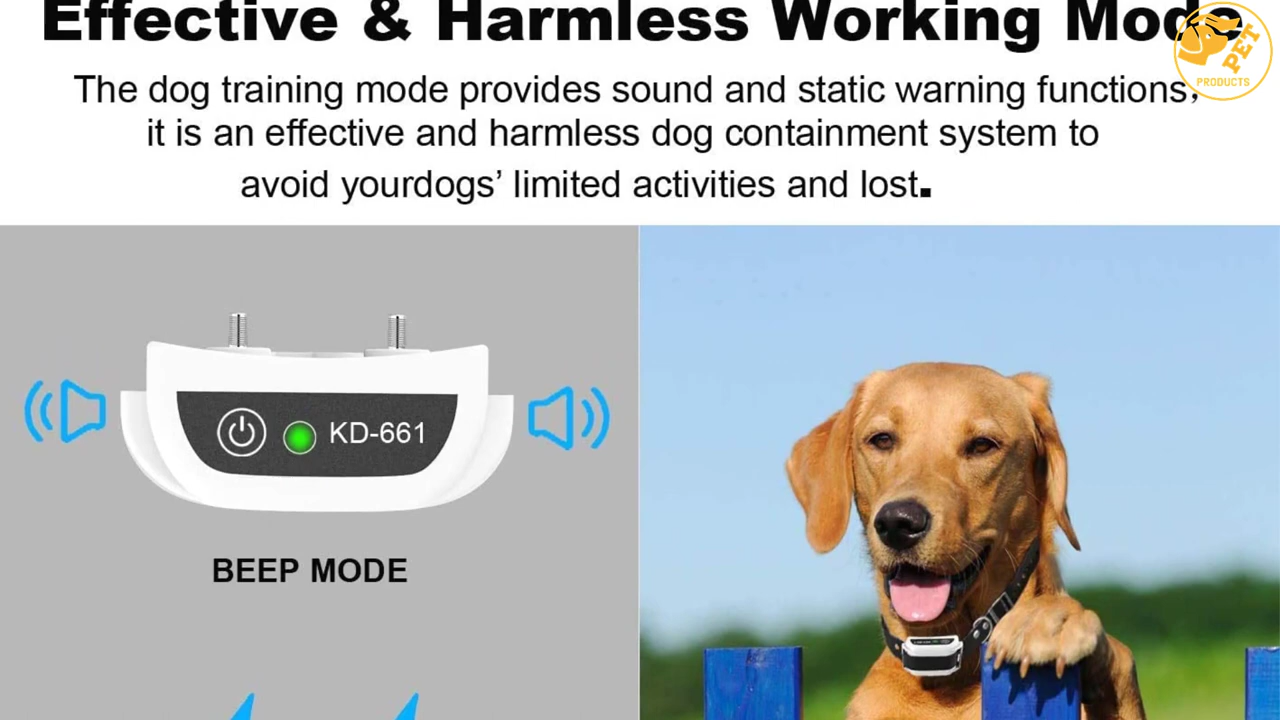 Effective & Harmless Working Mode
The dog training mode provides sound and static warning functions,
it is an effective and harmless dog containment system to
avoid yourdogs’ limited activities and lost.
PET
PRODUCTS
KD-661
BEEP MODE